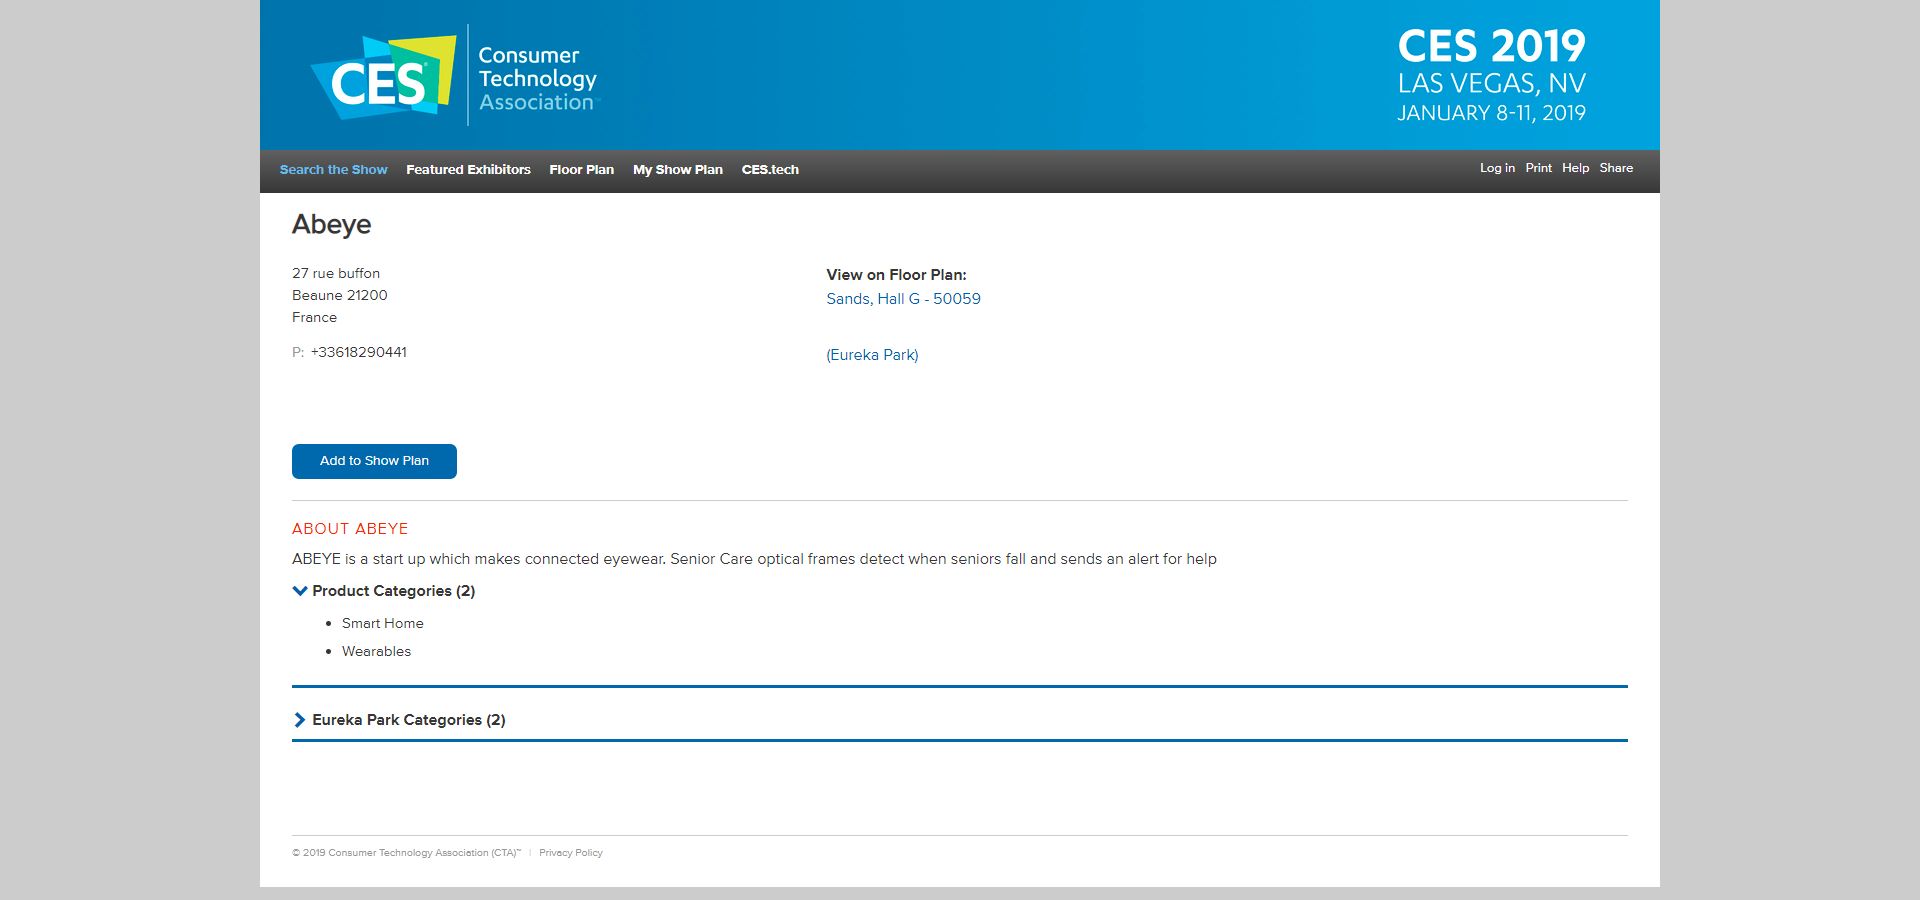 CES®
Consumer
Technology
Association™
CES 2019
LAS VEGAS, NV
JANUARY 8-11, 2019
Search the Show Featured Exhibitors Floor Plan My Show Plan CES.tech
Log in Print Help Share
Abeye
27 rue buffon
Beaune 21200
France
P: +33618290441
View on Floor Plan:
Sands, Hall G - 50059
(Eureka Park)
Add to Show Plan
ABOUT ABEYE
ABEYE is a start up which makes connected eyewear. Senior Care optical frames detect when seniors fall and sends an alert for help
Product Categories (2)
• Smart Home
• Wearables
Eureka Park Categories (2)
© 2019 Consumer Technology Association (CTA)™ | Privacy Policy